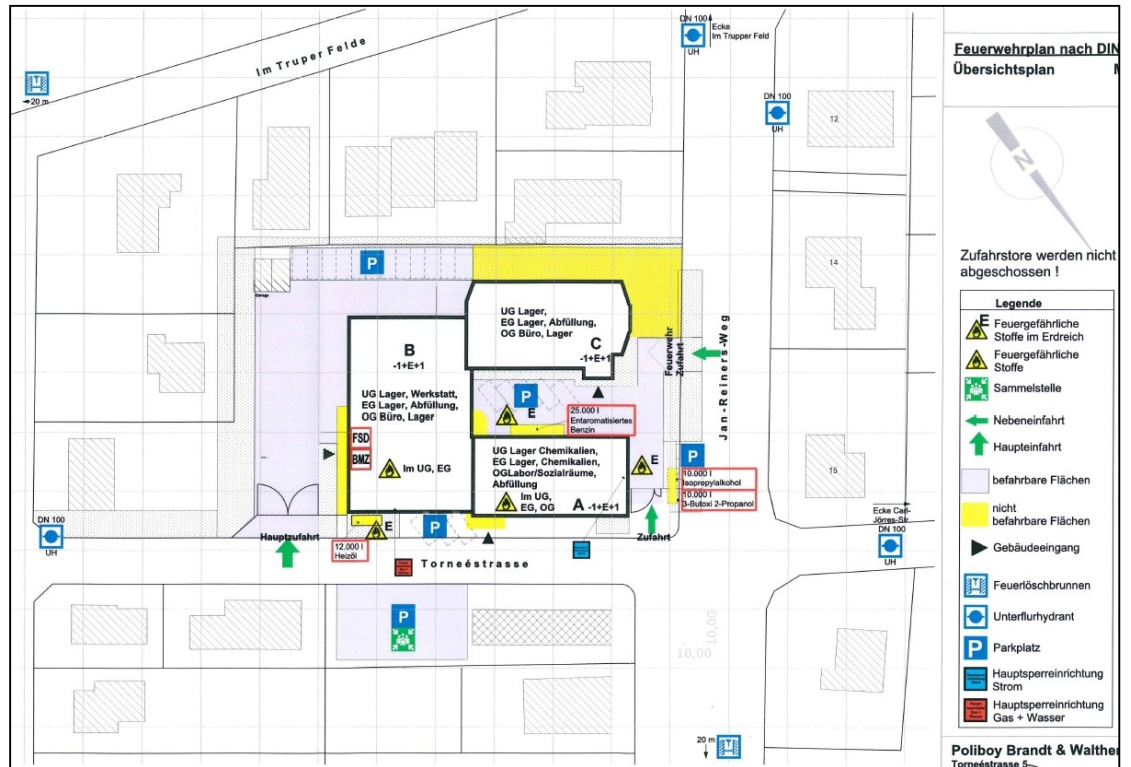 DN 100
Ecke
Im Trupper Feld
UH
Im Truper Felde
20 m
DN 100
UH
12
14
15
P
UG Lager,
EG Lager, Abfüllung,
OG Büro, Lager
C
-1+E+1
B
-1+E+1
UG Lager, Werkstatt,
EG Lager, Abfüllung,
OG Büro, Lager
P
E
25.000 l
Entaromatisiertes
Benzin
Feuerwehr
Zufahrt
Jan-Reiners-Weg
FSD
BMZ
Im UG, EG
UG Lager Chemikalien,
EG Lager, Chemikalien,
OGLabor/Sozialräume,
Abfüllung
Im UG,
EG, OG
A -1+E+1
E
P
10.000 l
Isopropylalkohol
10.000 l
3-Butoxi 2-Propanol
Ecke Carl-
Jörres-Str.
DN 100
UH
DN 100
UH
Hauptzufahrt
E
12.000 l
Heizöl
P
Zufahrt
Torneéstrasse
P
10,00
10,00
20 m
Feuerwehrplan nach DIN
Übersichtsplan
N
Zufahrtstore werden nicht
abgeschossen !
Legende
E
Feuergefährliche
Stoffe im Erdreich
Feuergefährliche
Stoffe
Sammelstelle
Nebeneinfahrt
Haupteinfahrt
befahrbare Flächen
nicht
befahrbare Flächen
Gebäudeeingang
Feuerlöschbrunnen
Unterflurhydrant
P
Parkplatz
Hauptsperreinrichtung
Strom
Hauptsperreinrichtung
Gas + Wasser
Poliboy Brandt & Walther
Torneéstrasse 5